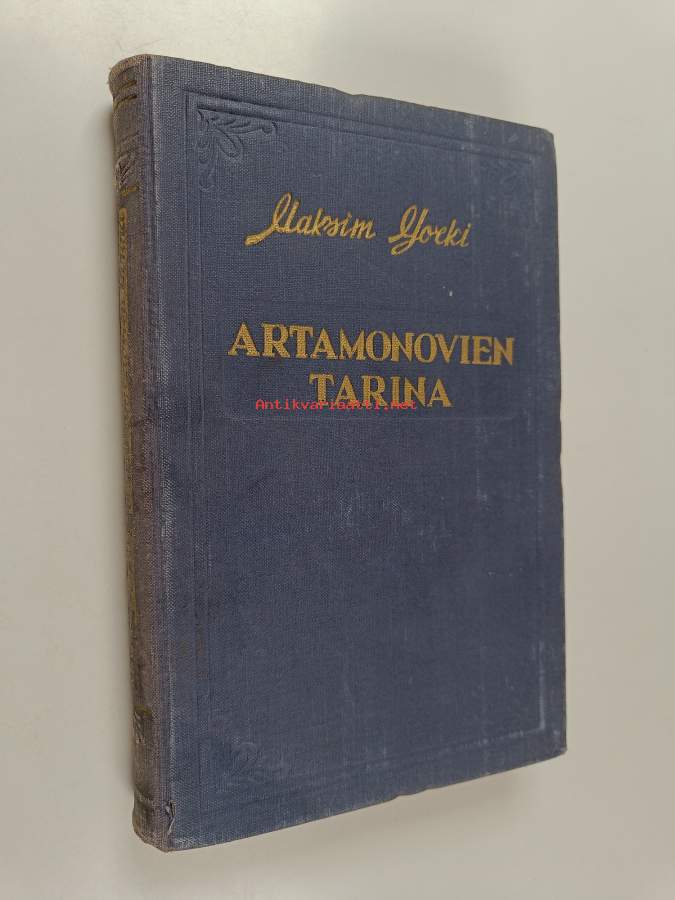 Maksim Gorki
ARTAMONOVIEN
TARINA
Antikvariaatti.net